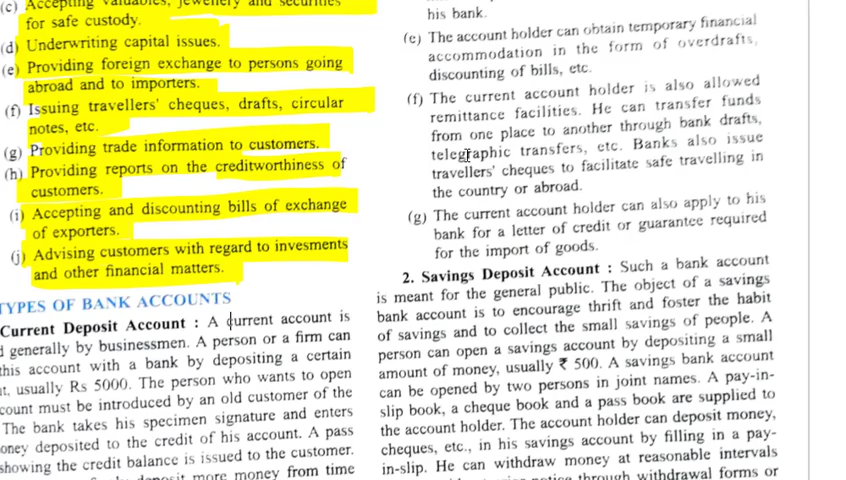 (c) Accepting valuables, jewellery and securities
for safe custody.
(d) Underwriting capital issues.
(e) Providing foreign exchange to persons going
abroad and to importers.
(f) Issuing travellers' cheques, drafts, circular
notes, etc.
(g) Providing trade information to customers.
(h) Providing reports on the creditworthiness of
customers.
(i) Accepting and discounting bills of exchange
of exporters.
(j) Advising customers with regard to invesments
and other financial matters.
TYPES OF BANK ACCOUNTS
Current Deposit Account : A current account is
generally by businessmen. A person or a firm can
this account with a bank by depositing a certain
usually Rs 5000. The person who wants to open
must be introduced by an old customer of the
The bank takes his specimen signature and enters
deposited to the credit of his account. A pass
showing the credit balance is issued to the customer.
deposit more money from time
his bank.
(e) The account holder can obtain temporary financial
accommodation in the form of overdrafts,
discounting of bills, etc.
(f) The current account holder is also allowed
remittance facilities. He can transfer funds
from one place to another through bank drafts,
telegraphic transfers, etc. Banks also issue
travellers' cheques to facilitate safe travelling in
the country or abroad.
(g) The current account holder can also apply to his
bank for a letter of credit or guarantee required
for the import of goods.
2. Savings Deposit Account : Such a bank account
is meant for the general public. The object of a savings
bank account is to encourage thrift and foster the habit
of savings and to collect the small savings of people. A
person can open a savings account by depositing a small
amount of money, usually ₹ 500. A savings bank account
can be opened by two persons in joint names. A pay-in-
slip book, a cheque book and a pass book are supplied to
the account holder. The account holder can deposit money,
cheques, etc., in his savings account by filling in a pay-
in-slip. He can withdraw money at reasonable intervals
notice through withdrawal forms or